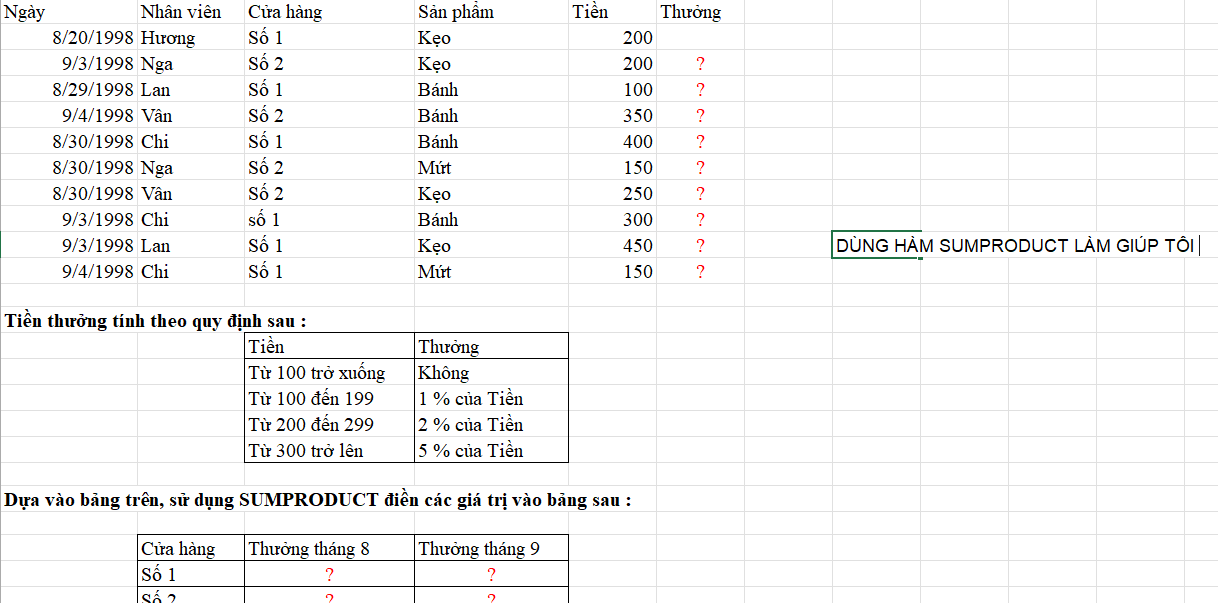 Ngày Nhân viên Cửa hàng Sản phẩm Tiền Thưởng
8/20/1998 Hương Số 1 Kẹo 200
9/3/1998 Nga Số 2 Kẹo 200 ?
8/29/1998 Lan Số 1 Bánh 100 ?
9/4/1998 Vân Số 2 Bánh 350 ?
8/30/1998 Chi Số 1 Bánh 400 ?
8/30/1998 Nga Số 2 Mứt 150 ?
8/30/1998 Vân Số 2 Kẹo 250 ?
9/3/1998 Chi số 1 Bánh 300 ?
9/3/1998 Lan Số 1 Kẹo 450 ? DÙNG HÀM SUMPRODUCT LÀM GIÚP TÔI
9/4/1998 Chi Số 1 Mứt 150 ?
Tiền thưởng tính theo quy định sau :
Tiền Thưởng
Từ 100 trở xuống Không
Từ 100 đến 199 1 % của Tiền
Từ 200 đến 299 2 % của Tiền
Từ 300 trở lên 5 % của Tiền
Dựa vào bảng trên, sử dụng SUMPRODUCT điền các giá trị vào bảng sau :
Cửa hàng Thưởng tháng 8 Thưởng tháng 9
Số 1 ? ?
Số 2 ? ?